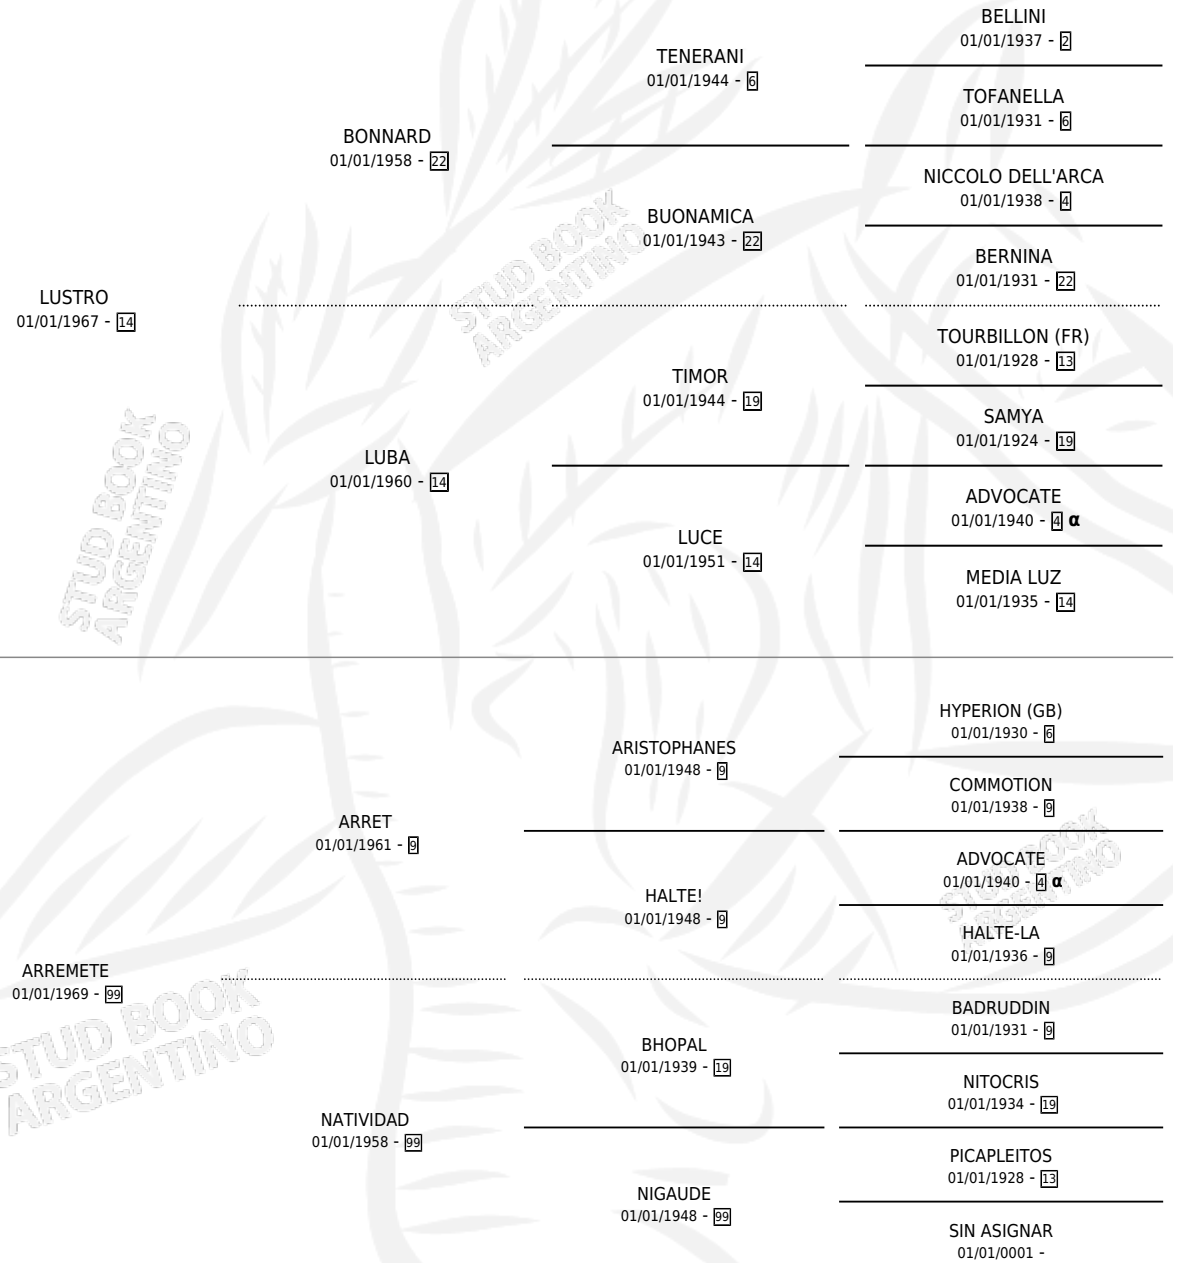 BELLINI
01/01/1937 - 2
TENERANI
01/01/1944 - 6
TOFANELLA
01/01/1931 - 6
BONNARD
01/01/1958 - 22
NICCOLO DELL'ARCA
01/01/1938 - 4
BUONAMICA
01/01/1943 - 22
BERNINA
01/01/1931 - 22
LUSTRO
01/01/1967 - 14
TOURBILLON (FR)
01/01/1928 - 13
TIMOR
01/01/1944 - 19
SAMYA
01/01/1924 - 19
LUBA
01/01/1960 - 14
ADVOCATE
01/01/1940 - 4 α
LUCE
01/01/1951 - 14
MEDIA LUZ
01/01/1935 - 14
HYPERION (GB)
01/01/1930 - 6
ARISTOPHANES
01/01/1948 - 9
COMMOTION
01/01/1938 - 9
ARRET
01/01/1961 - 9
ADVOCATE
01/01/1940 - 4 α
HALTE!
01/01/1948 - 9
HALTE-LA
01/01/1936 - 9
ARREMETE
01/01/1969 - 99
BADRUDDIN
01/01/1931 - 9
BHOPAL
01/01/1939 - 19
NITOCRIS
01/01/1934 - 19
NATIVIDAD
01/01/1958 - 99
PICAPLEITOS
01/01/1928 - 13
NIGAUDE
01/01/1948 - 99
SIN ASIGNAR
01/01/0001 -
STUD BOOK
ARGENTINO
STUD BOOK
ARGENTINO
STUD BOOK
ARGENTINO
STUD BOOK
ARGENTINO